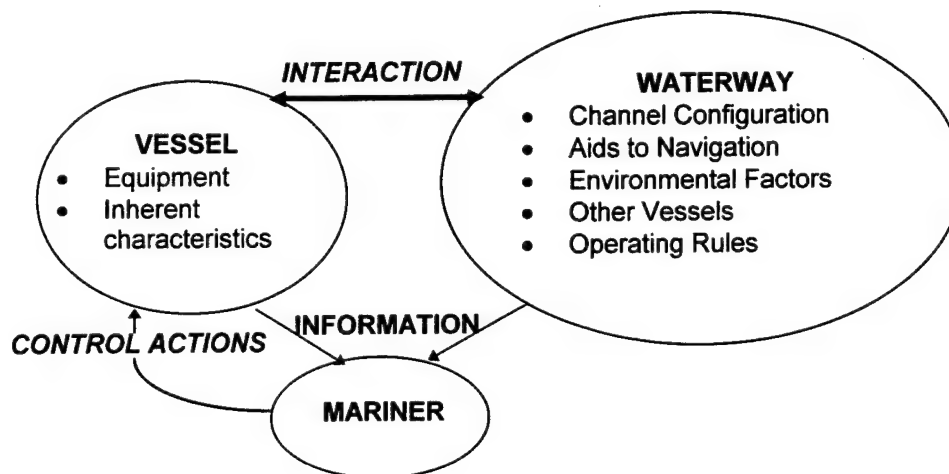 INTERACTION
VESSEL
• Equipment
• Inherent
characteristics
WATERWAY
• Channel Configuration
• Aids to Navigation
• Environmental Factors
• Other Vessels
• Operating Rules
INFORMATION
CONTROL ACTIONS
MARINER